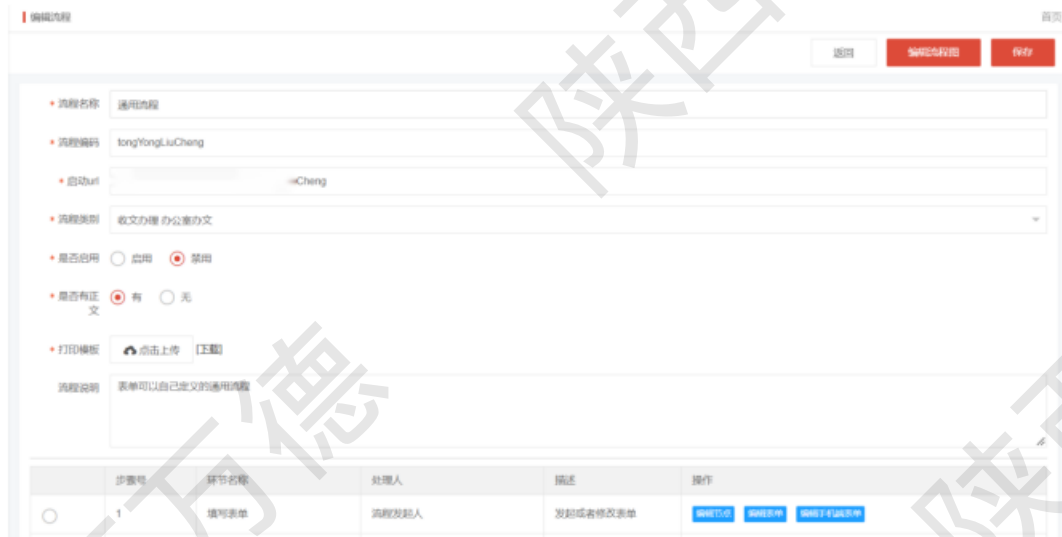 编辑流程
首页
返回 编辑流程图 保存
* 流程名称 通用流程
* 流程编码 tongYongLiuCheng
* 启动url Cheng
* 流程类别 收文办理 办公室办文
* 是否启用 启用 禁用
* 是否有正文 有 无
* 打印模板 点击上传 [下载]
流程说明 表单可以自己定义的通用流程
步骤号 环节名称 处理人 描述 操作
1 填写表单 流程发起人 发起或者修改表单 编辑节点 编辑表单 编辑手机端表单
陕西
万德
陕西